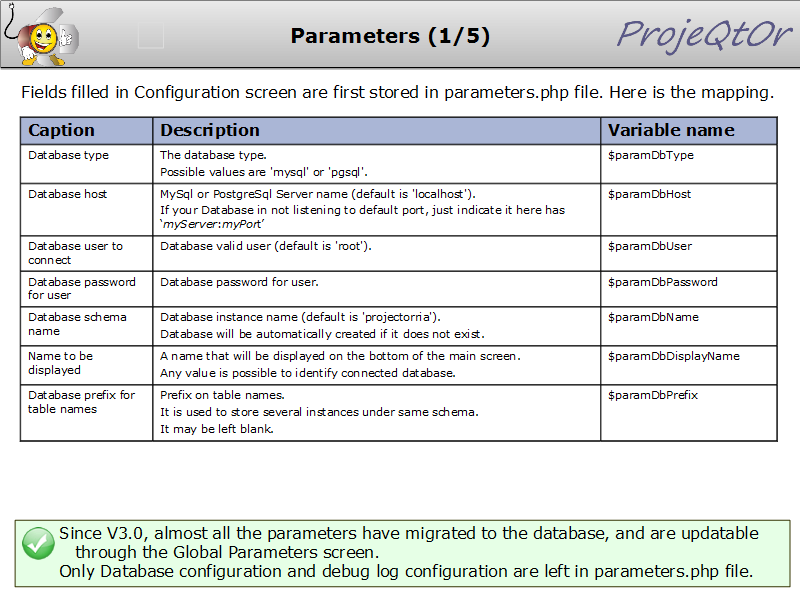 Parameters (1/5)
ProjeQtOr
Fields filled in Configuration screen are first stored in parameters.php file. Here is the mapping.
Caption Description Variable name
Database type The database type. $paramDbType
Possible values are 'mysql' or 'pgsql'.
Database host MySql or PostgreSql Server name (default is 'localhost'). $paramDbHost
If your Database in not listening to default port, just indicate it here has
‘myServer:myPort’
Database user to Database valid user (default is 'root'). $paramDbUser
connect
Database password Database password for user. $paramDbPassword
for user
Database schema Database instance name (default is 'projectorria'). $paramDbName
name Database will be automatically created if it does not exist.
Name to be A name that will be displayed on the bottom of the main screen. $paramDbDisplayName
displayed Any value is possible to identify connected database.
Database prefix for Prefix on table names. $paramDbPrefix
table names It is used to store several instances under same schema.
It may be left blank.
Since V3.0, almost all the parameters have migrated to the database, and are updatable
through the Global Parameters screen.
Only Database configuration and debug log configuration are left in parameters.php file.